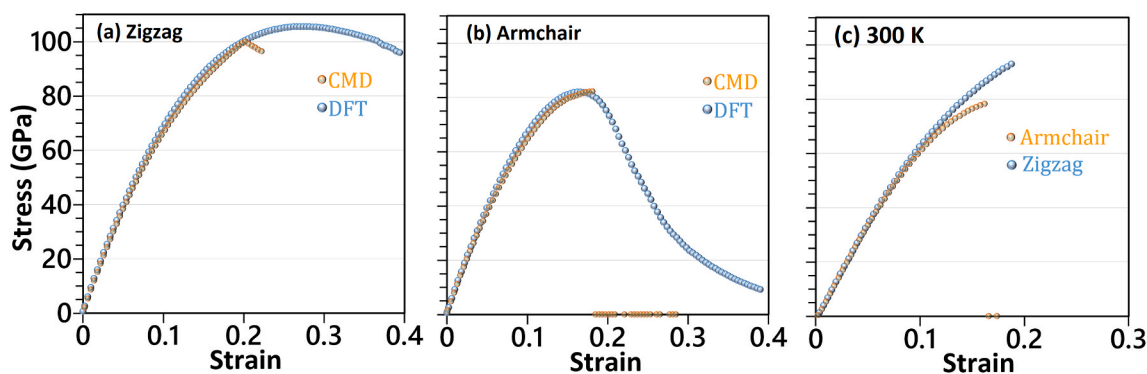 (a) Zigzag
CMD
DFT
100
80
60
40
20
0
Stress (GPa)
0 0.1 0.2 0.3 0.4
Strain
(b) Armchair
CMD
DFT
0 0.1 0.2 0.3 0.4
Strain
(c) 300 K
Armchair
Zigzag
0 0.1 0.2 0.3
Strain